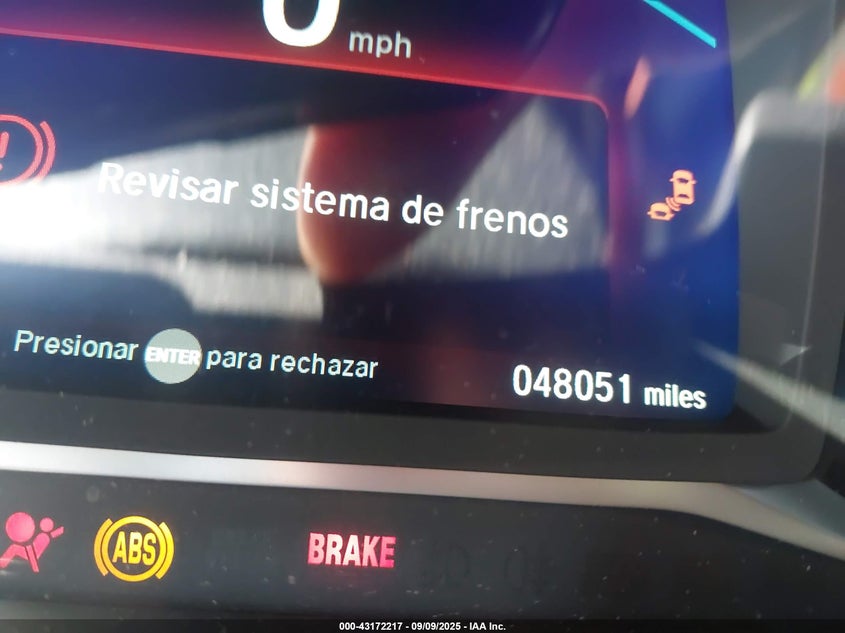 0 mph
Revisar sistema de frenos
Presionar ENTER para rechazar
048051 miles
ABS
BRAKE
000-43172217 - 09/09/2025 - IAA Inc.